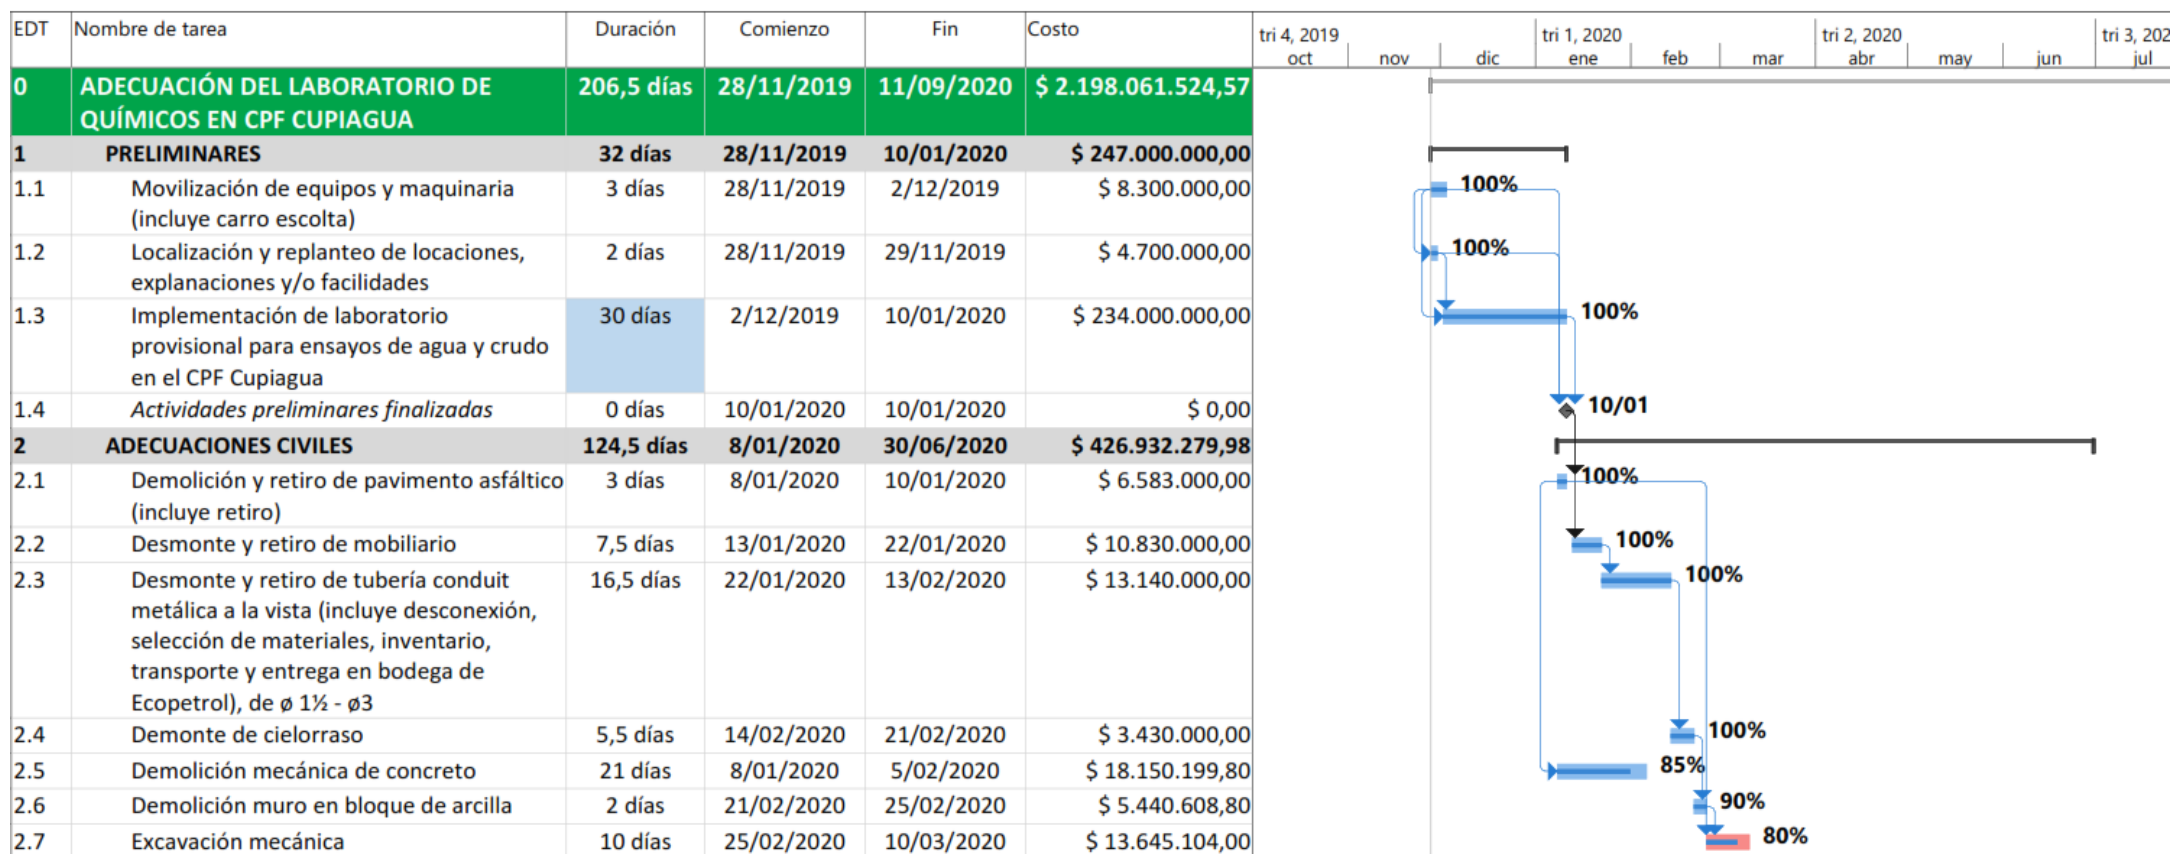 EDT Nombre de tarea Duración Comienzo Fin Costo
tri 4, 2019 tri 1, 2020 tri 2, 2020 tri 3, 202
oct nov dic ene feb mar abr may jun jul
0 ADECUACIÓN DEL LABORATORIO DE 206,5 días 28/11/2019 11/09/2020 $ 2.198.061.524,57
QUÍMICOS EN CPF CUPIAGUA
1 PRELIMINARES 32 días 28/11/2019 10/01/2020 $ 247.000.000,00
1.1 Movilización de equipos y maquinaria 3 días 28/11/2019 2/12/2019 $ 8.300.000,00 100%
(incluye carro escolta)
1.2 Localización y replanteo de locaciones, 2 días 28/11/2019 29/11/2019 $ 4.700.000,00 100%
explanaciones y/o facilidades
1.3 Implementación de laboratorio 30 días 2/12/2019 10/01/2020 $ 234.000.000,00 100%
provisional para ensayos de agua y crudo
en el CPF Cupiagua
1.4 Actividades preliminares finalizadas 0 días 10/01/2020 10/01/2020 $ 0,00 10/01
2 ADECUACIONES CIVILES 124,5 días 8/01/2020 30/06/2020 $ 426.932.279,98
2.1 Demolición y retiro de pavimento asfáltico 3 días 8/01/2020 10/01/2020 $ 6.583.000,00 100%
(incluye retiro)
2.2 Desmonte y retiro de mobiliario 7,5 días 13/01/2020 22/01/2020 $ 10.830.000,00 100%
2.3 Desmonte y retiro de tubería conduit 16,5 días 22/01/2020 13/02/2020 $ 13.140.000,00 100%
metálica a la vista (incluye desconexión,
selección de materiales, inventario,
transporte y entrega en bodega de
Ecopetrol), de ø 1½ - ø3
2.4 Demonte de cielorraso 5,5 días 14/02/2020 21/02/2020 $ 3.430.000,00 100%
2.5 Demolición mecánica de concreto 21 días 8/01/2020 5/02/2020 $ 18.150.199,80 85%
2.6 Demolición muro en bloque de arcilla 2 días 21/02/2020 25/02/2020 $ 5.440.608,80 90%
2.7 Excavación mecánica 10 días 25/02/2020 10/03/2020 $ 13.645.104,00 80%